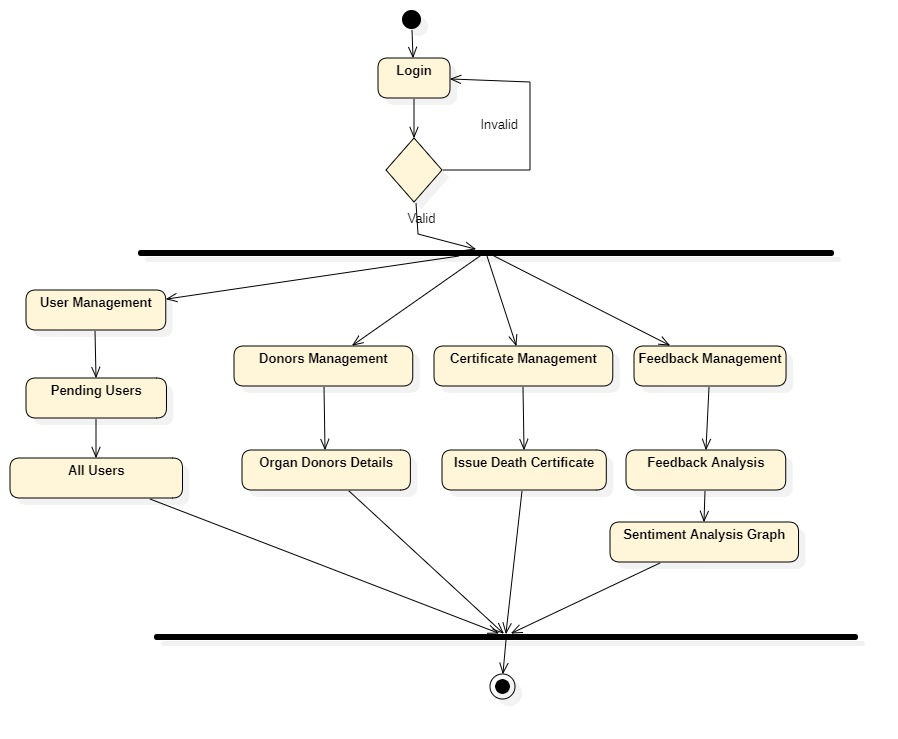 Login
Invalid
Valid
User Management
Donors Management
Certificate Management
Feedback Management
Pending Users
Organ Donors Details
Issue Death Certificate
Feedback Analysis
All Users
Sentiment Analysis Graph